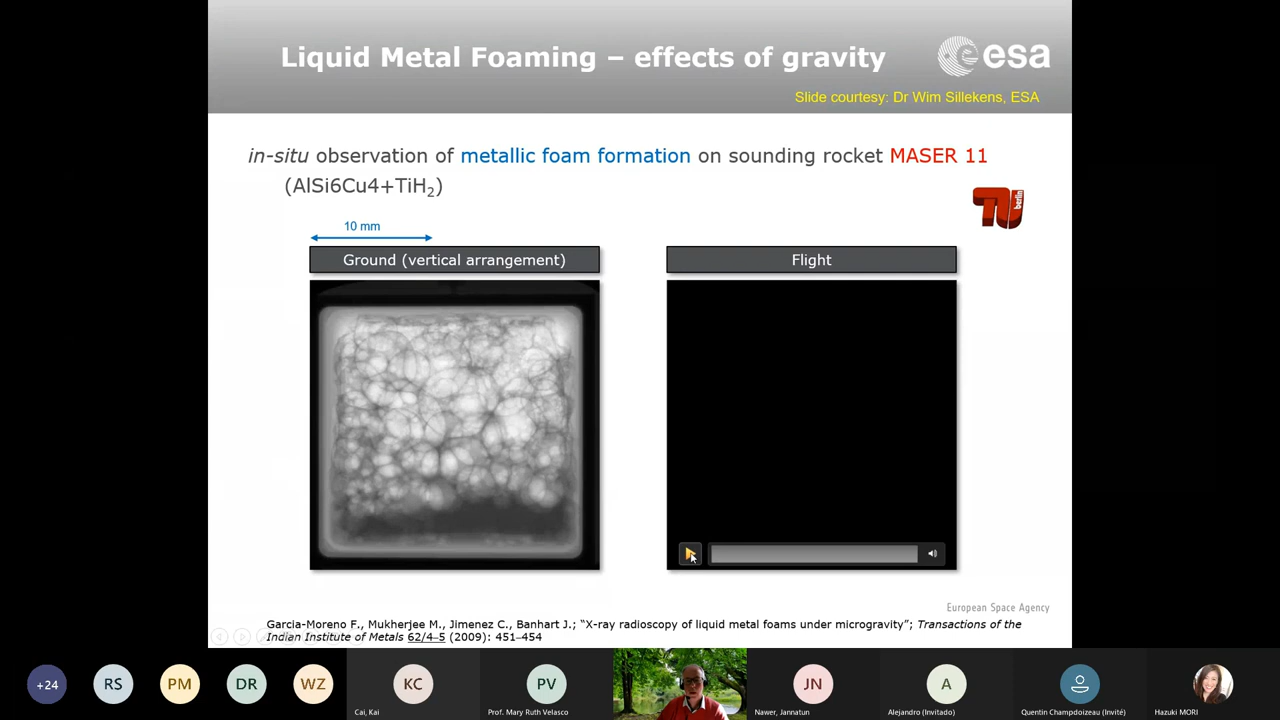 Liquid Metal Foaming – effects of gravity
esa
Slide courtesy: Dr Wim Sillekens, ESA
in-situ observation of metallic foam formation on sounding rocket MASER 11
(AlSi6Cu4+TiH₂)
TU berlin
10 mm
Ground (vertical arrangement)
Flight
European Space Agency
Garcia-Moreno F., Mukherjee M., Jimenez C., Banhart J.; “X-ray radioscopy of liquid metal foams under microgravity”; Transactions of the
Indian Institute of Metals 62/4–5 (2009): 451–454
+24
RS
PM
DR
WZ
KC
PV
JN
A
Cai, Kai
Prof. Mary Ruth Velasco
Nawer, Jannatun
Alejandro (Invitado)
Quentin Champdoizeau (Invité)
Hazuki MORI